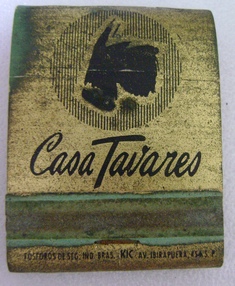 Casa Tavares
FOSFOROS DE SEG. IND. BRAS. - KIC - AV. IBIRAPUERA, 454 S. P.